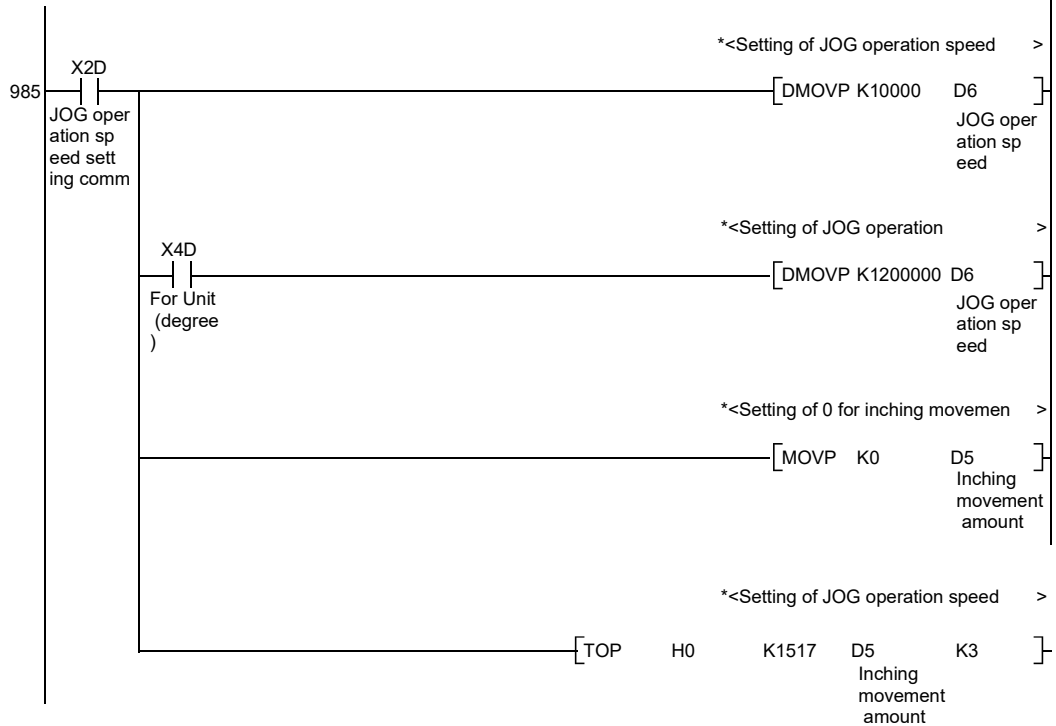 *<Setting of JOG operation speed >
X2D
985
DMOVP K10000 D6
JOG oper
ation sp
eed sett
ing comm
JOG oper
ation sp
eed
*<Setting of JOG operation >
X4D
DMOVP K1200000 D6
For Unit
(degree
)
JOG oper
ation sp
eed
*<Setting of 0 for inching movemen >
MOVP K0 D5
Inching
movement
amount
*<Setting of JOG operation speed >
TOP H0 K1517 D5 K3
Inching
movement
amount